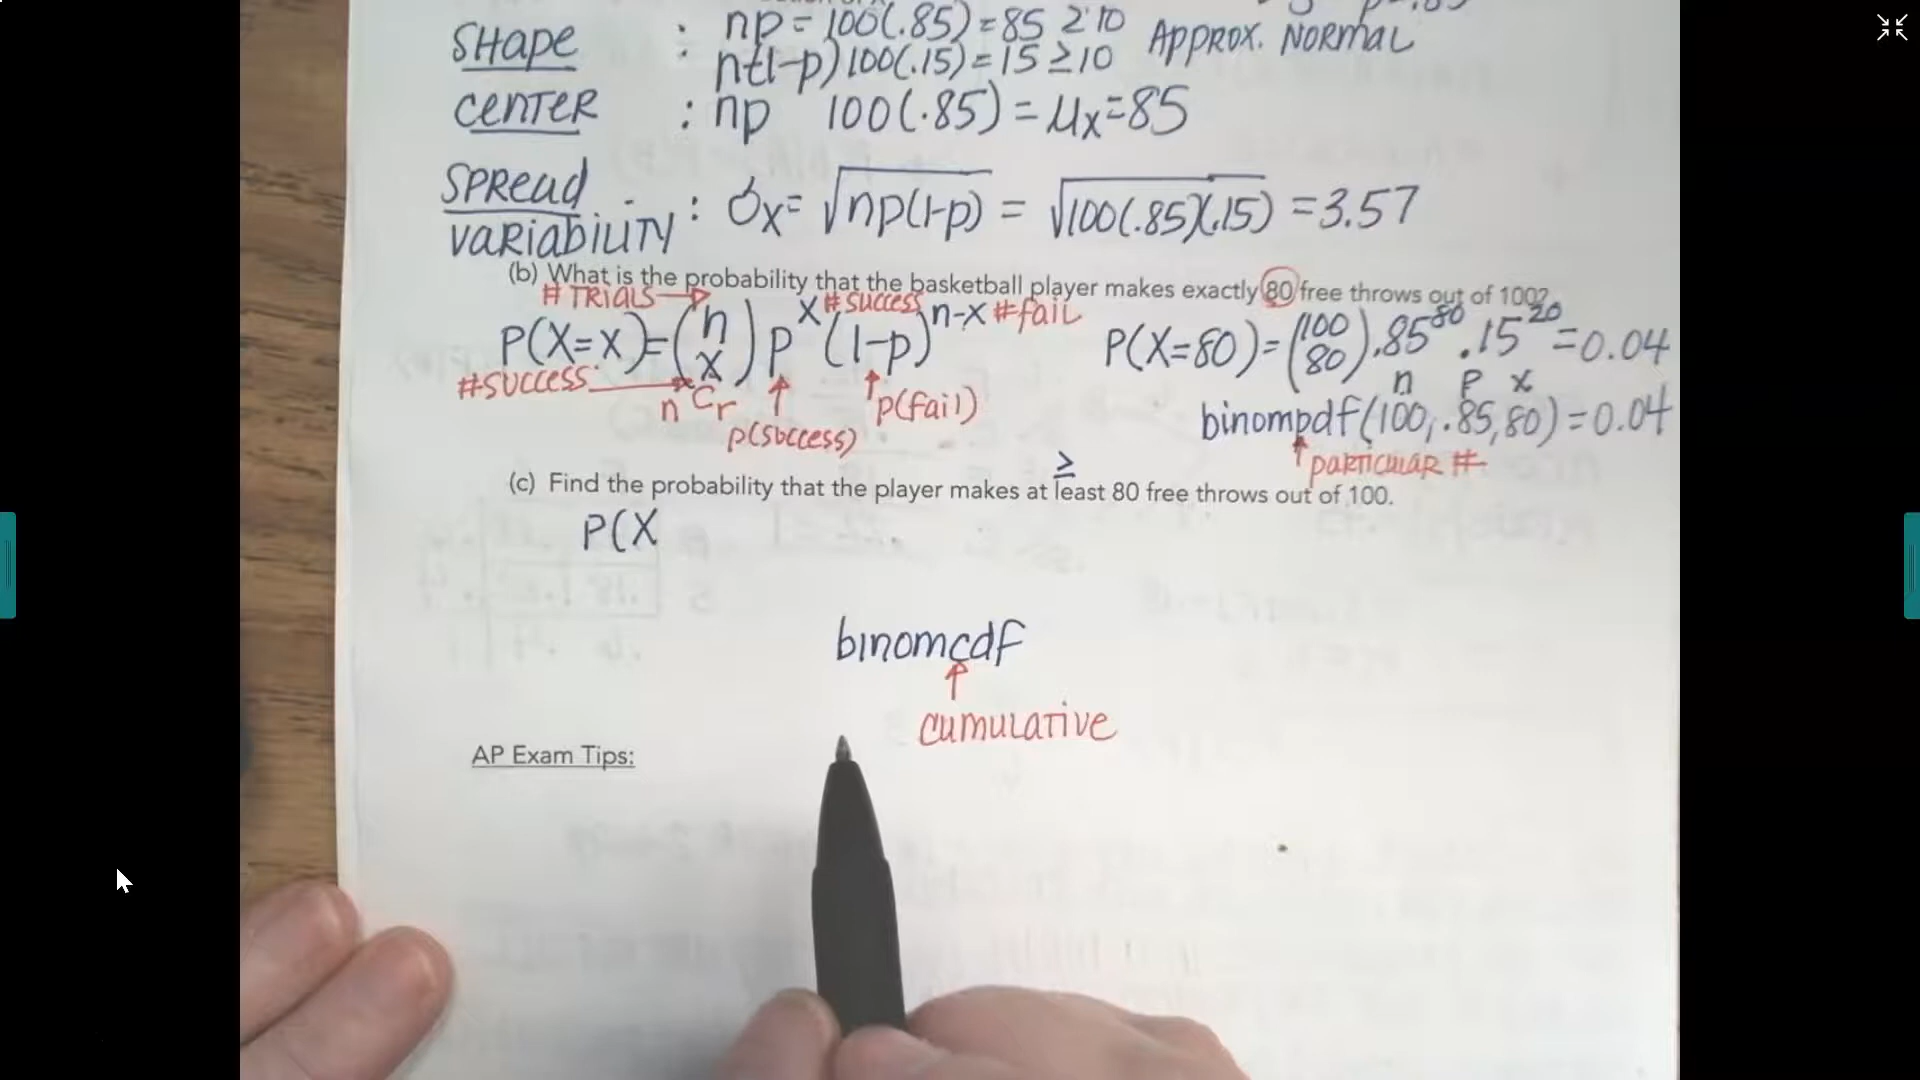 SHAPE : np = 100(.85) = 85 ≥ 10 APPROX. NORMAL
n(1-p) 100(.15) = 15 ≥ 10
CENTER : np 100(.85) = μx = 85
SPREAD
VARIABILITY : σx = √np(1-p) = √100(.85)(.15) = 3.57
(b) What is the probability that the basketball player makes exactly 80 free throws out of 100?
# TRIALS → x # success n-x # fail
P(X=x) = (n x) p^x (1-p)^n-x P(X=80) = (100 80) .85^80 .15^20 = 0.04
# SUCCESS nCr p(success) p(fail)
n p x
binompdf(100, .85, 80) = 0.04
↑ PARTICULAR #
≥
(c) Find the probability that the player makes at least 80 free throws out of 100.
P(X
binomcdf
↑
cumulative
AP Exam Tips: